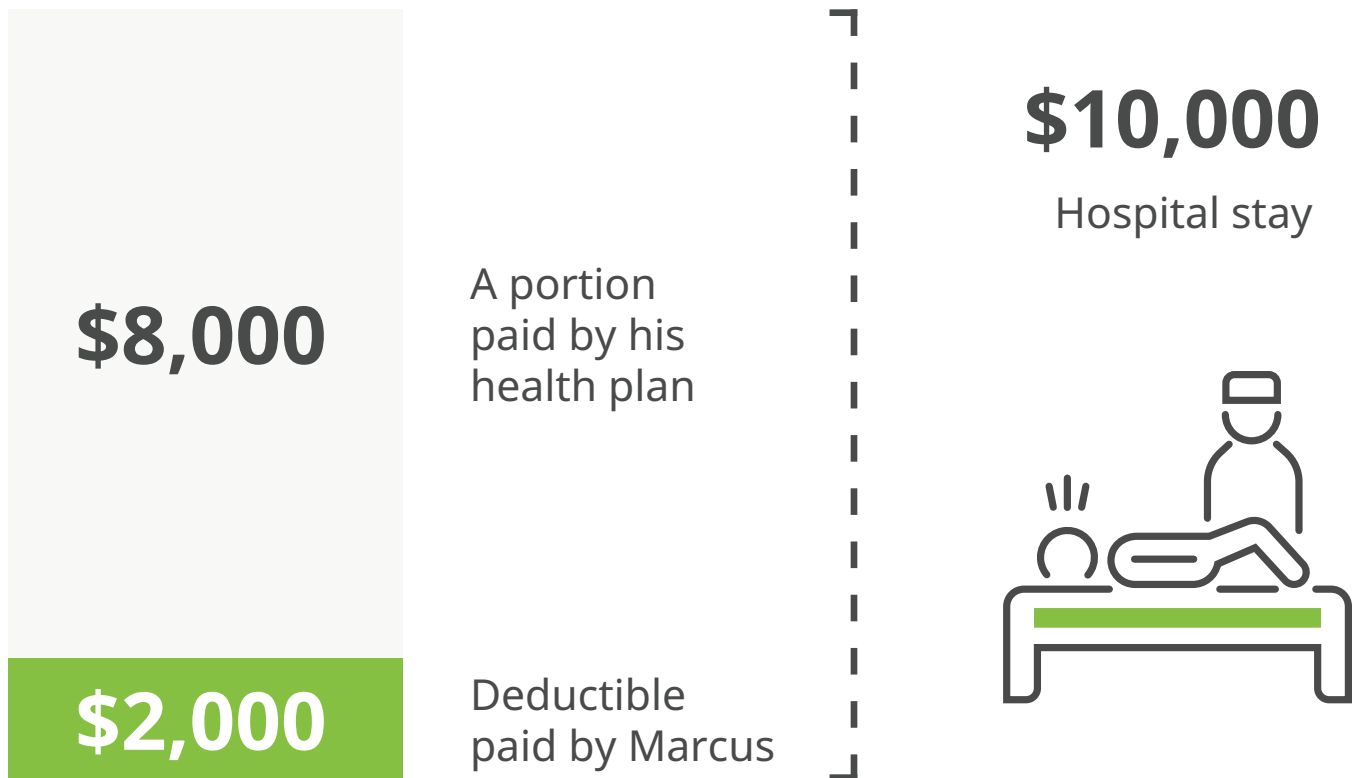 $8,000
A portion
paid by his
health plan
$2,000
Deductible
paid by Marcus
$10,000
Hospital stay